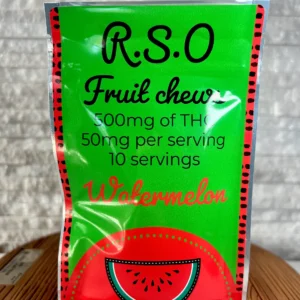 R.S.O
Fruit chews
500mg of THC
50mg per serving
10 servings
Watermelon